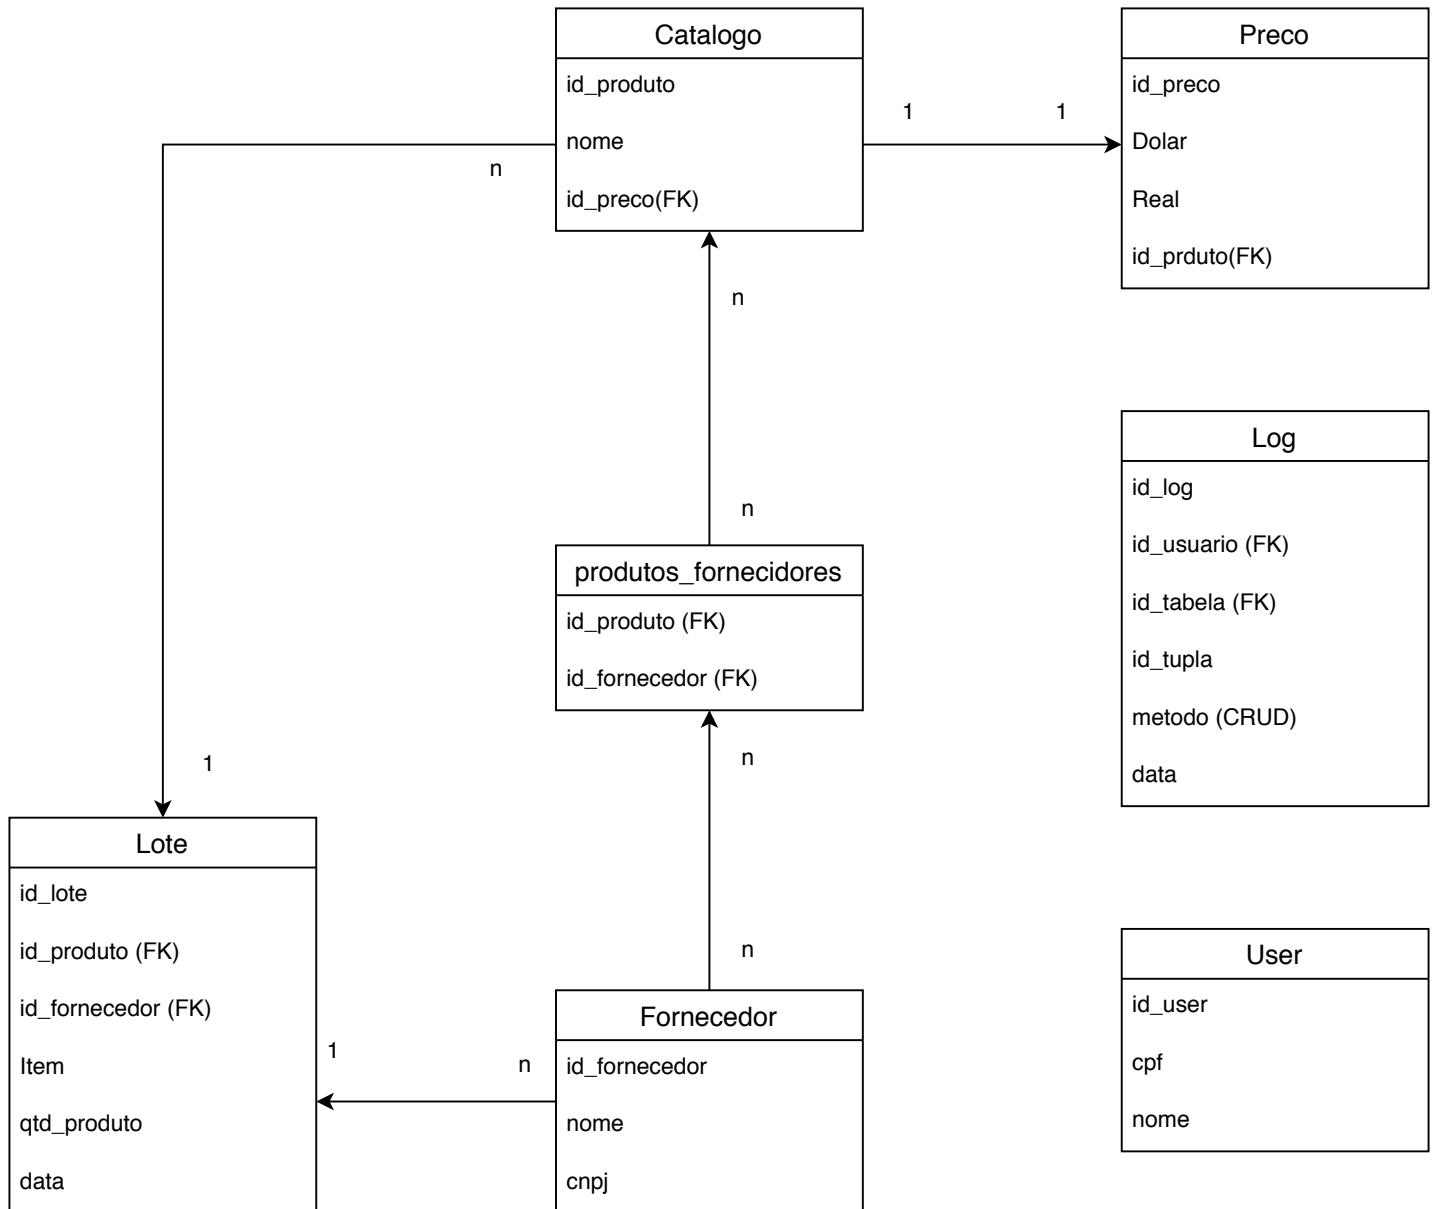 Catalogo
id_produto
nome
id_preco(FK)
Preco
id_preco
Dolar
Real
id_prduto(FK)
1
1
n
n
n
produtos_fornecidores
id_produto (FK)
id_fornecedor (FK)
Log
id_log
id_usuario (FK)
id_tabela (FK)
id_tupla
metodo (CRUD)
data
n
1
n
Lote
id_lote
id_produto (FK)
id_fornecedor (FK)
Item
qtd_produto
data
1
n
Fornecedor
id_fornecedor
nome
cnpj
User
id_user
cpf
nome